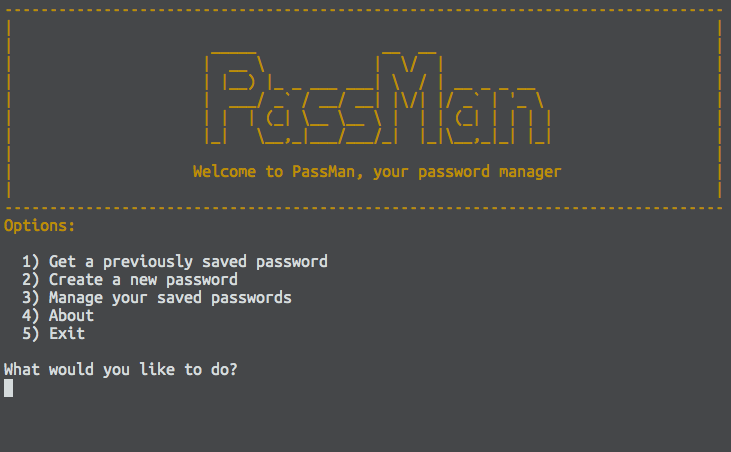 PassMan
Welcome to PassMan, your password manager
Options:
1) Get a previously saved password
2) Create a new password
3) Manage your saved passwords
4) About
5) Exit
What would you like to do?